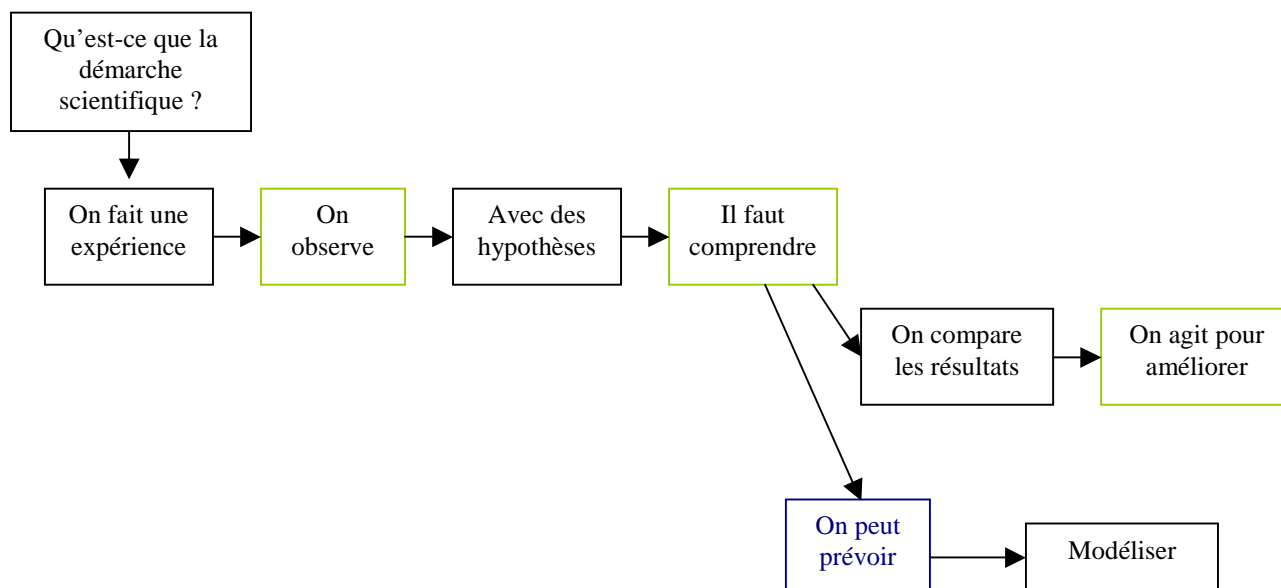 Qu’est-ce que la
démarche
scientifique ?
On fait une
expérience
On
observe
Avec des
hypothèses
Il faut
comprendre
On compare
les résultats
On agit pour
améliorer
On peut
prévoir
Modéliser